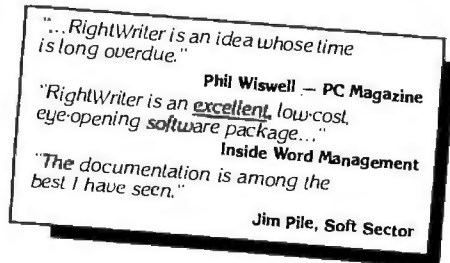 "...RightWriter is an idea whose time
is long overdue."
Phil Wiswell — PC Magazine
"RightWriter is an excellent, low-cost,
eye-opening software package..."
Inside Word Management
"The documentation is among the
best I have seen."
Jim Pile, Soft Sector